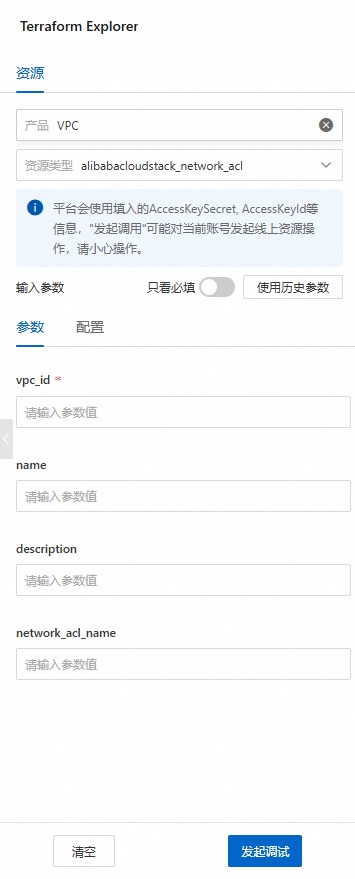 Terraform Explorer
资源
产品 VPC
资源类型 alibabacloudstack_network_acl
平台会使用填入的AccessKeySecret, AccessKeyId等
信息，"发起调用"可能对当前账号发起线上资源操
作，请小心操作。
输入参数 只看必填 使用历史参数
参数 配置
vpc_id *
请输入参数值
name
请输入参数值
description
请输入参数值
network_acl_name
请输入参数值
清空 发起调试